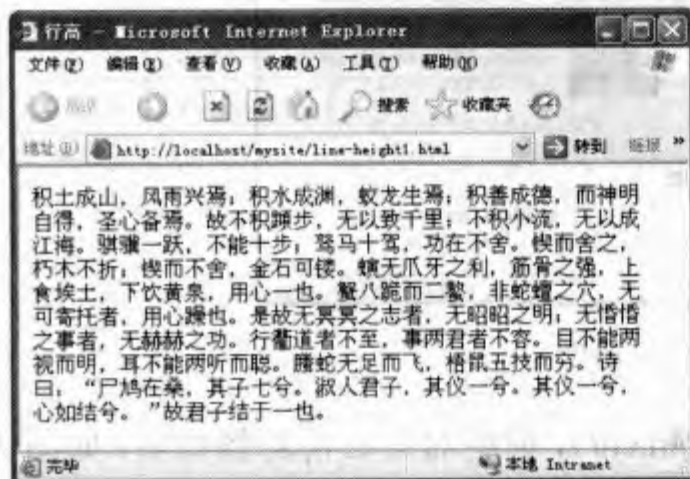 行高 - Microsoft Internet Explorer
文件(F) 编辑(E) 查看(V) 收藏(A) 工具(T) 帮助(H)
搜索 收藏夹
地址(D) http://localhost/mysite/line-height1.html 转到 链接 »
积土成山，风雨兴焉；积水成渊，蛟龙生焉；积善成德，而神明
自得，圣心备焉。故不积蹞步，无以致千里；不积小流，无以成
江海。骐骥一跃，不能十步；驽马十驾，功在不舍。楔而舍之，
朽木不折；楔而不舍，金石可镂。螾无爪牙之利，筋骨之强，上
食埃土，下饮黄泉，用心一也。蟹八跪而二螯，非蛇蟺之穴，无
可寄托者，用心躁也。是故无冥冥之志者，无昭昭之明；无惛惛
之事者，无赫赫之功。行衢道者不至，事两君者不容。目不能两
视而明，耳不能两听而聪。螣蛇无足而飞，梧鼠五技而穷。诗
曰：“尸鸠在桑，其子七兮。淑人君子，其仪一兮。其仪一兮，
心如结兮。”故君子结于一也。
完毕 本地 Intranet